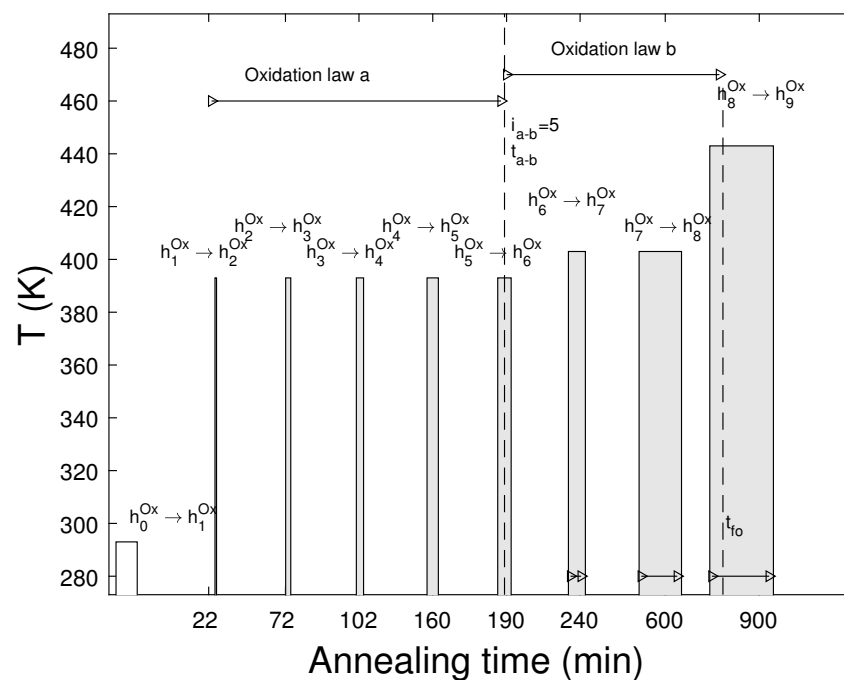 480
460
440
420
400
380
360
340
320
300
280
T (K)
Oxidation law a
Oxidation law b
h_8^Ox → h_9^Ox
i_a-b=5
t_a-b
h_6^Ox → h_7^Ox
h_2^Ox → h_3^Ox
h_4^Ox → h_5^Ox
h_7^Ox → h_8^Ox
h_1^Ox → h_2^Ox
h_3^Ox → h_4^Ox
h_5^Ox → h_6^Ox
h_0^Ox → h_1^Ox
t_fo
22 72 102 160 190 240 600 900
Annealing time (min)